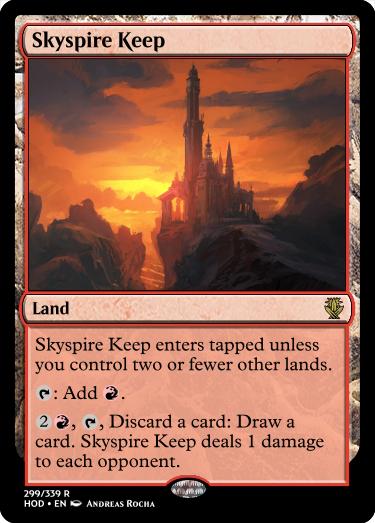 Skyspire Keep
Land
Skyspire Keep enters tapped unless
you control two or fewer other lands.
: Add .
2 , , Discard a card: Draw a
card. Skyspire Keep deals 1 damage
to each opponent.
299/339 R
HOD • EN Andreas Rocha